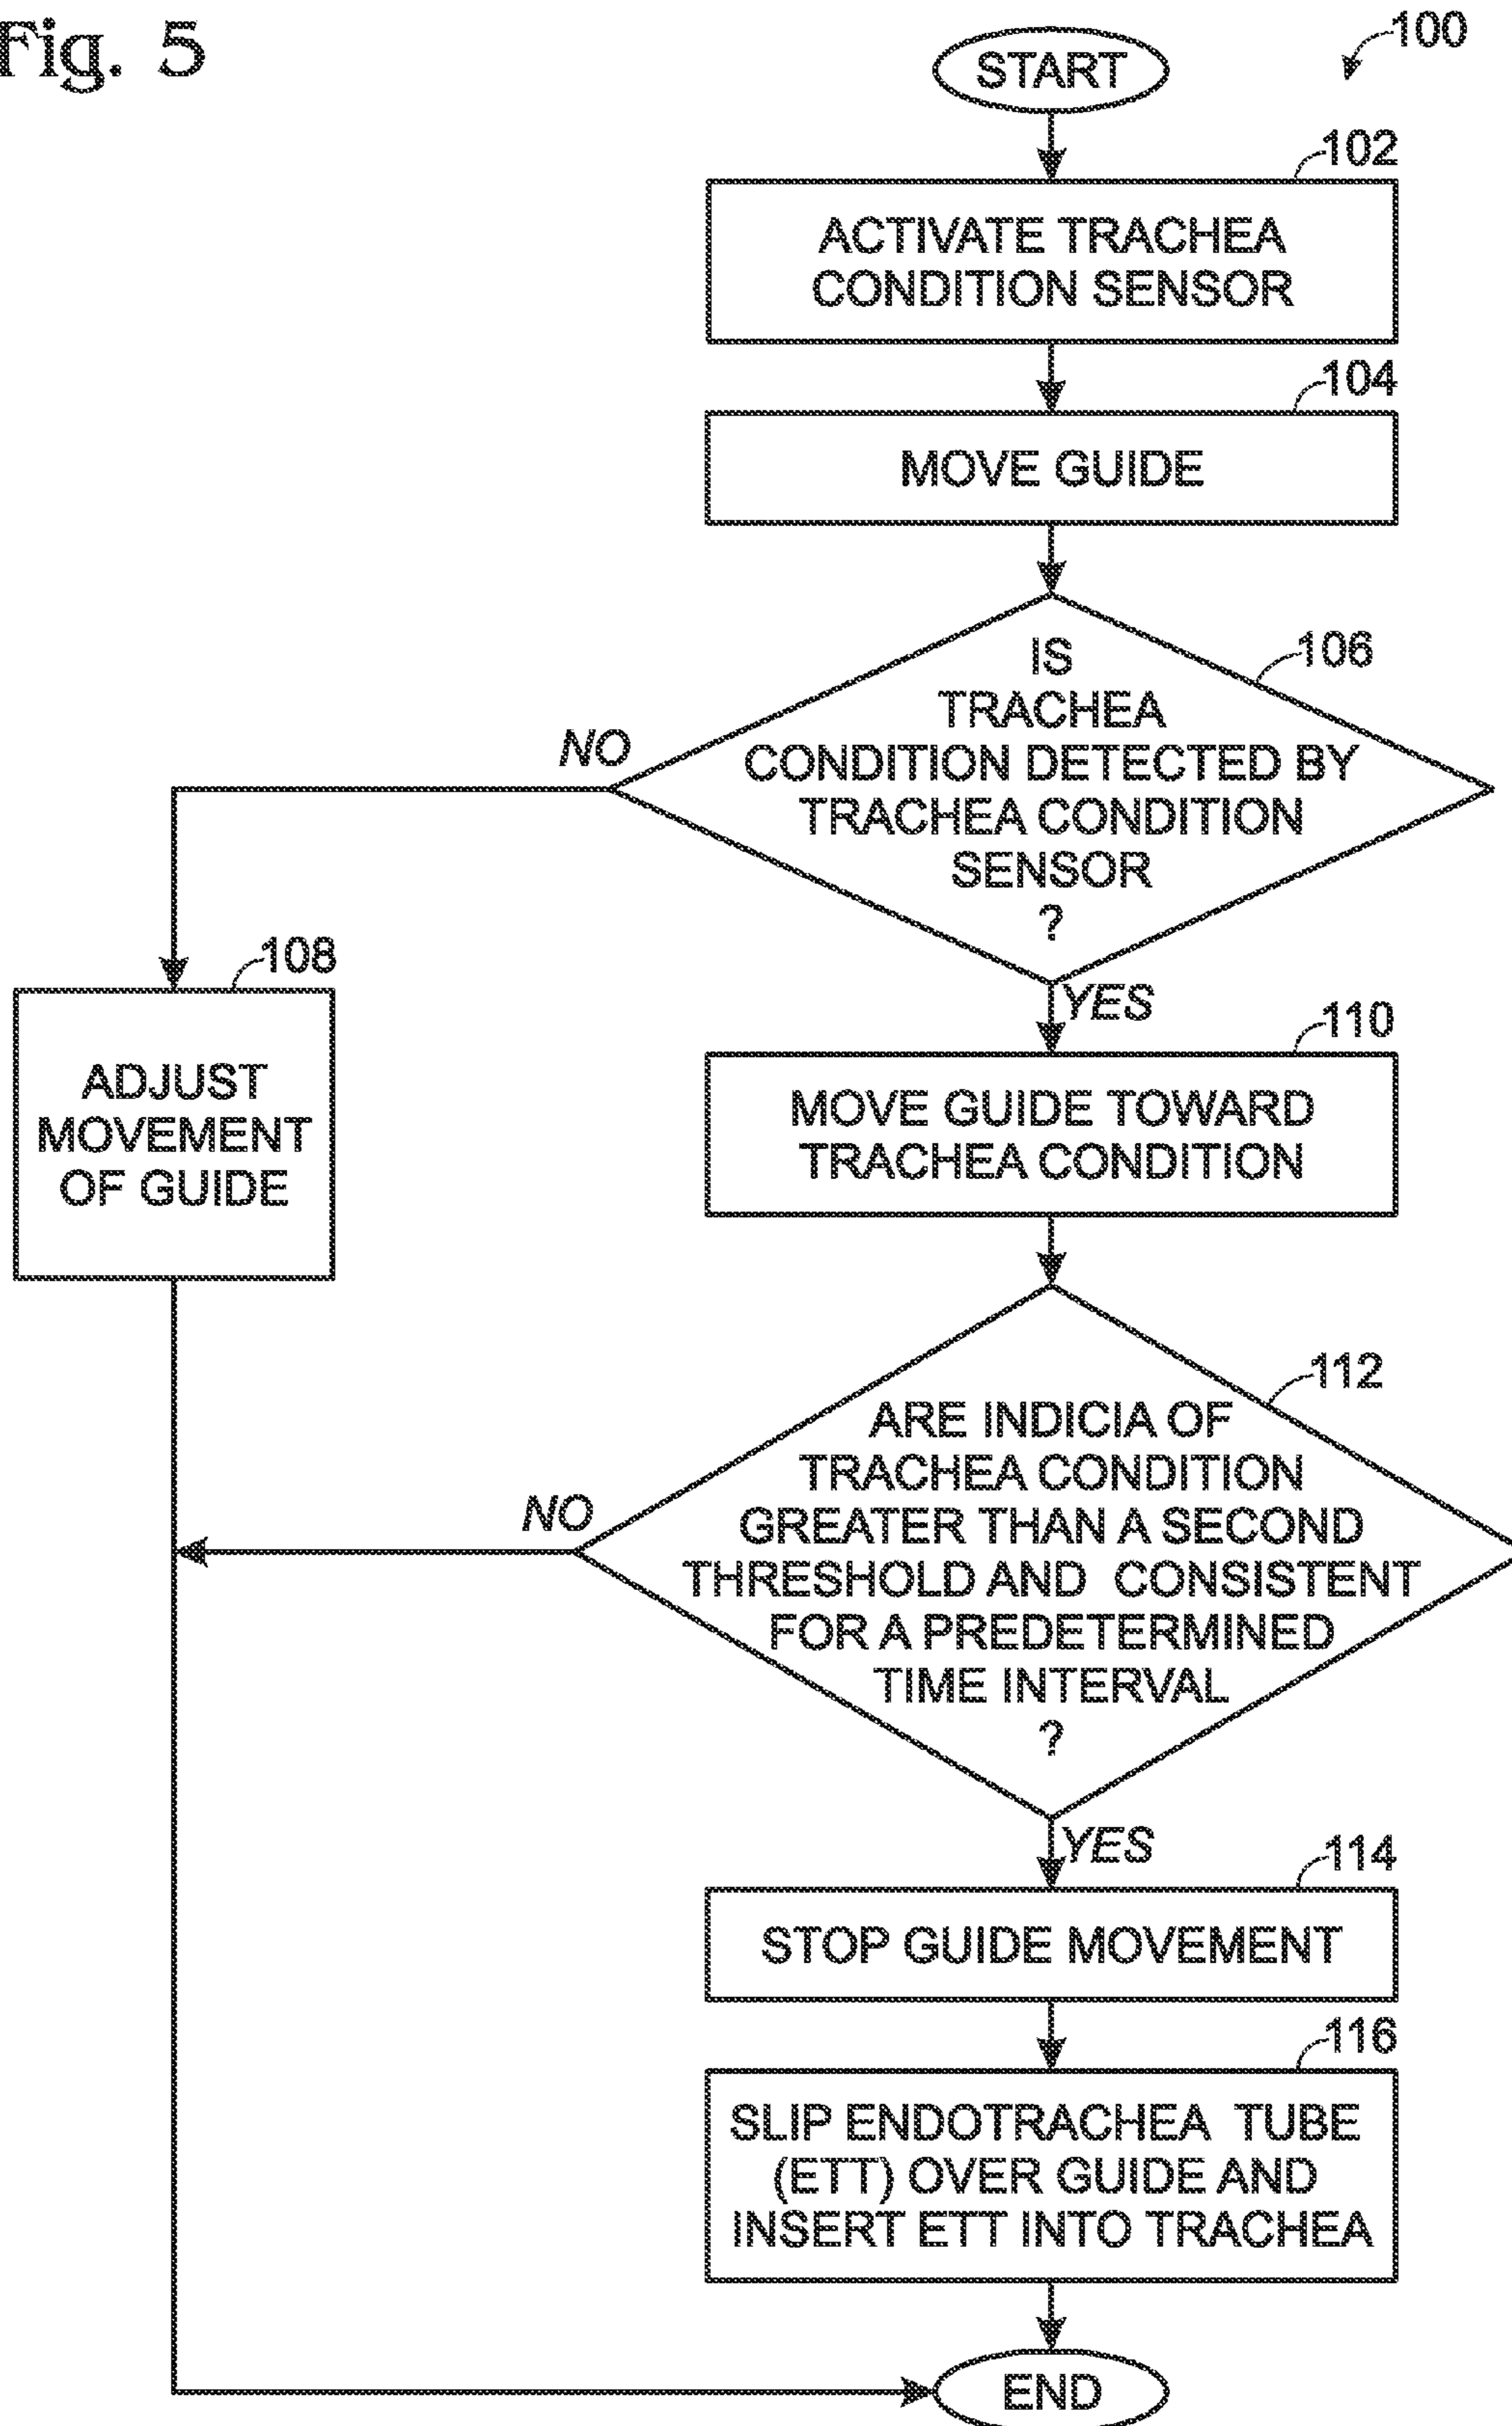 Fig. 5
START
100
102
ACTIVATE TRACHEA
CONDITION SENSOR
104
MOVE GUIDE
106
IS
TRACHEA
CONDITION DETECTED BY
TRACHEA CONDITION
SENSOR
?
NO
YES
108
ADJUST
MOVEMENT
OF GUIDE
110
MOVE GUIDE TOWARD
TRACHEA CONDITION
112
ARE INDICIA OF
TRACHEA CONDITION
GREATER THAN A SECOND
THRESHOLD AND CONSISTENT
FOR A PREDETERMINED
TIME INTERVAL
?
NO
YES
114
STOP GUIDE MOVEMENT
116
SLIP ENDOTRACHEA TUBE
(ETT) OVER GUIDE AND
INSERT ETT INTO TRACHEA
END